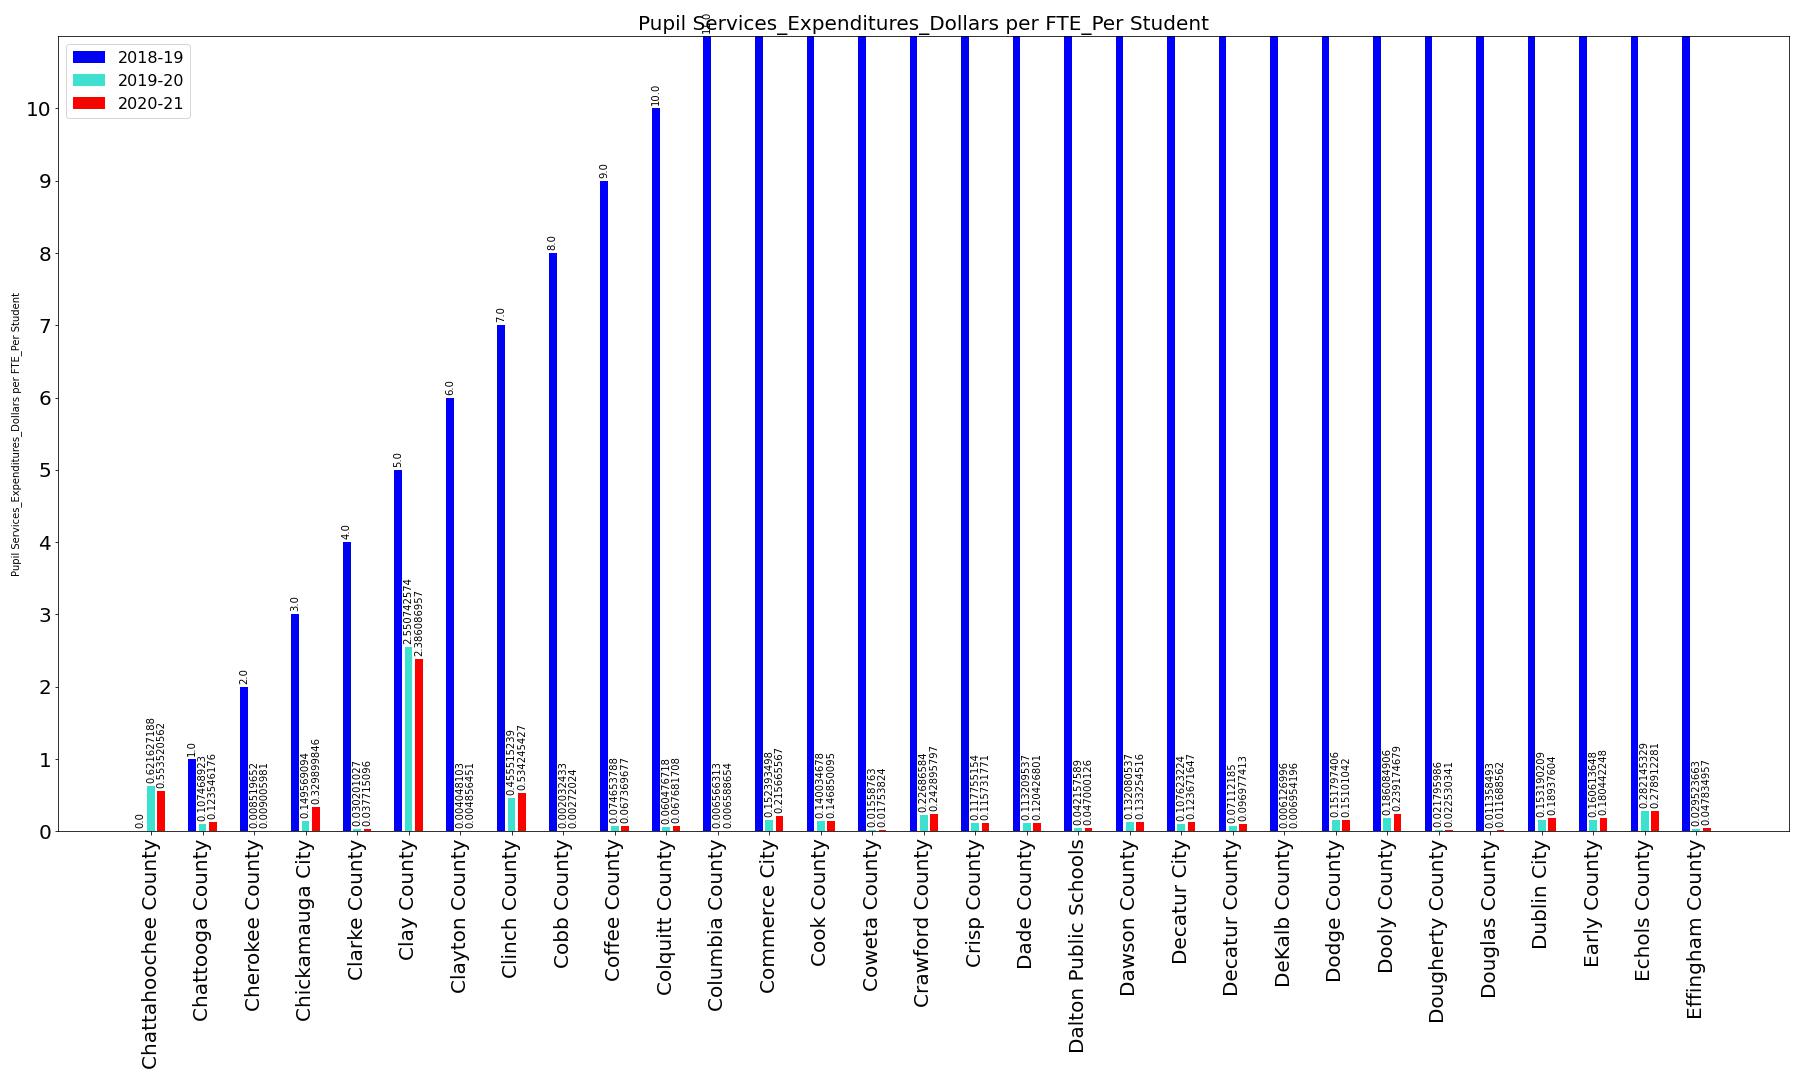 Pupil Services_Expenditures_Dollars per FTE_Per Student
2018-19
2019-20
2020-21
Pupil Services_Expenditures_Dollars per FTE_Per Student
10
9
8
7
6
5
4
3
2
1
0
0.0
0.621627188
0.553520562
1.0
0.107468923
0.123546176
2.0
0.008519652
0.009005981
3.0
0.149569094
0.329899846
4.0
0.030201027
0.037715096
5.0
2.550742574
2.386086957
6.0
0.004048103
0.004856451
7.0
0.455515239
0.534245427
8.0
0.002032433
0.00272024
9.0
0.074653788
0.067369677
10.0
0.060476718
0.067681708
0.006566313
0.006588654
0.152393498
0.215665567
0.140034678
0.146850095
0.01558763
0.01753824
0.22686584
0.242895797
0.117755154
0.115731771
0.113209537
0.120426801
0.042157589
0.047000126
0.132080537
0.133254516
0.107623224
0.123671647
0.07112185
0.096977413
0.006126996
0.006954196
0.151797406
0.15101042
0.186084906
0.239174679
0.021795986
0.022530341
0.011358493
0.011688562
0.153190209
0.18937604
0.160613648
0.180442248
0.282145329
0.278912281
0.029523663
0.047834957
Chattahoochee County
Chattooga County
Cherokee County
Chickamauga City
Clarke County
Clay County
Clayton County
Clinch County
Cobb County
Coffee County
Colquitt County
Columbia County
Commerce City
Cook County
Coweta County
Crawford County
Crisp County
Dade County
Dalton Public Schools
Dawson County
Decatur City
Decatur County
DeKalb County
Dodge County
Dooly County
Dougherty County
Douglas County
Dublin City
Early County
Echols County
Effingham County